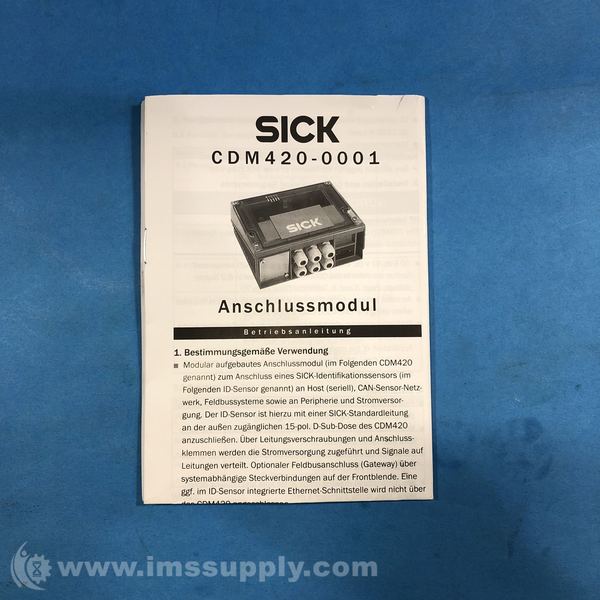 SICK
CDM420-0001
SICK
Anschlussmodul
Betriebsanleitung
1. Bestimmungsgemäße Verwendung
■ Modular aufgebautes Anschlussmodul (im Folgenden CDM420
genannt) zum Anschluss eines SICK-Identifikationssensors (im
Folgenden ID-Sensor genannt) an Host (seriell), CAN-Sensor-Netz-
werk, Feldbussysteme sowie an Peripherie und Stromversor-
gung. Der ID-Sensor ist hierzu mit einer SICK-Standardleitung
an der außen zugänglichen 15-pol. D-Sub-Dose des CDM420
anzuschließen. Über Leitungsverschraubungen und Anschluss-
klemmen werden die Stromversorgung zugeführt und Signale auf
Leitungen verteilt. Optionaler Feldbusanschluss (Gateway) über
systemabhängige Steckverbindungen auf der Frontblende. Eine
ggf. im ID-Sensor integrierte Ethernet-Schnittstelle wird nicht über
das CDM420 angeschlossen.
www.imssupply.com